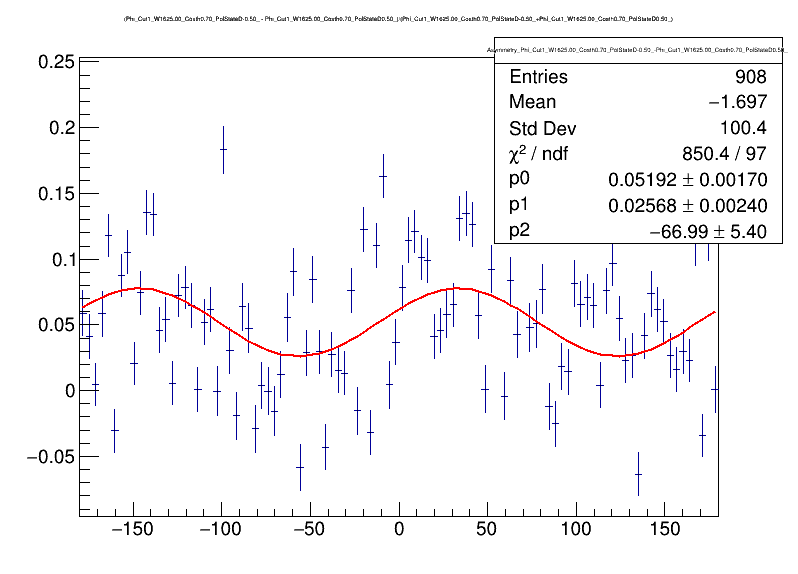 (Phi_Cut1_W1625.00_Costh0.70_PolStateD-0.50_ - Phi_Cut1_W1625.00_Costh0.70_PolStateD0.50_)/(Phi_Cut1_W1625.00_Costh0.70_PolStateD-0.50_+Phi_Cut1_W1625.00_Costh0.70_PolStateD0.50_)
Asymmetry_Phi_Cut1_W1625.00_Costh0.70_PolStateD-0.50_-Phi_Cut1_W1625.00_Costh0.70_PolStateD0.50_
Entries 908
Mean −1.697
Std Dev 100.4
χ² / ndf 850.4 / 97
p0 0.05192 ± 0.00170
p1 0.02568 ± 0.00240
p2 −66.99 ± 5.40
0.25
0.2
0.15
0.1
0.05
0
−0.05
−150 −100 −50 0 50 100 150